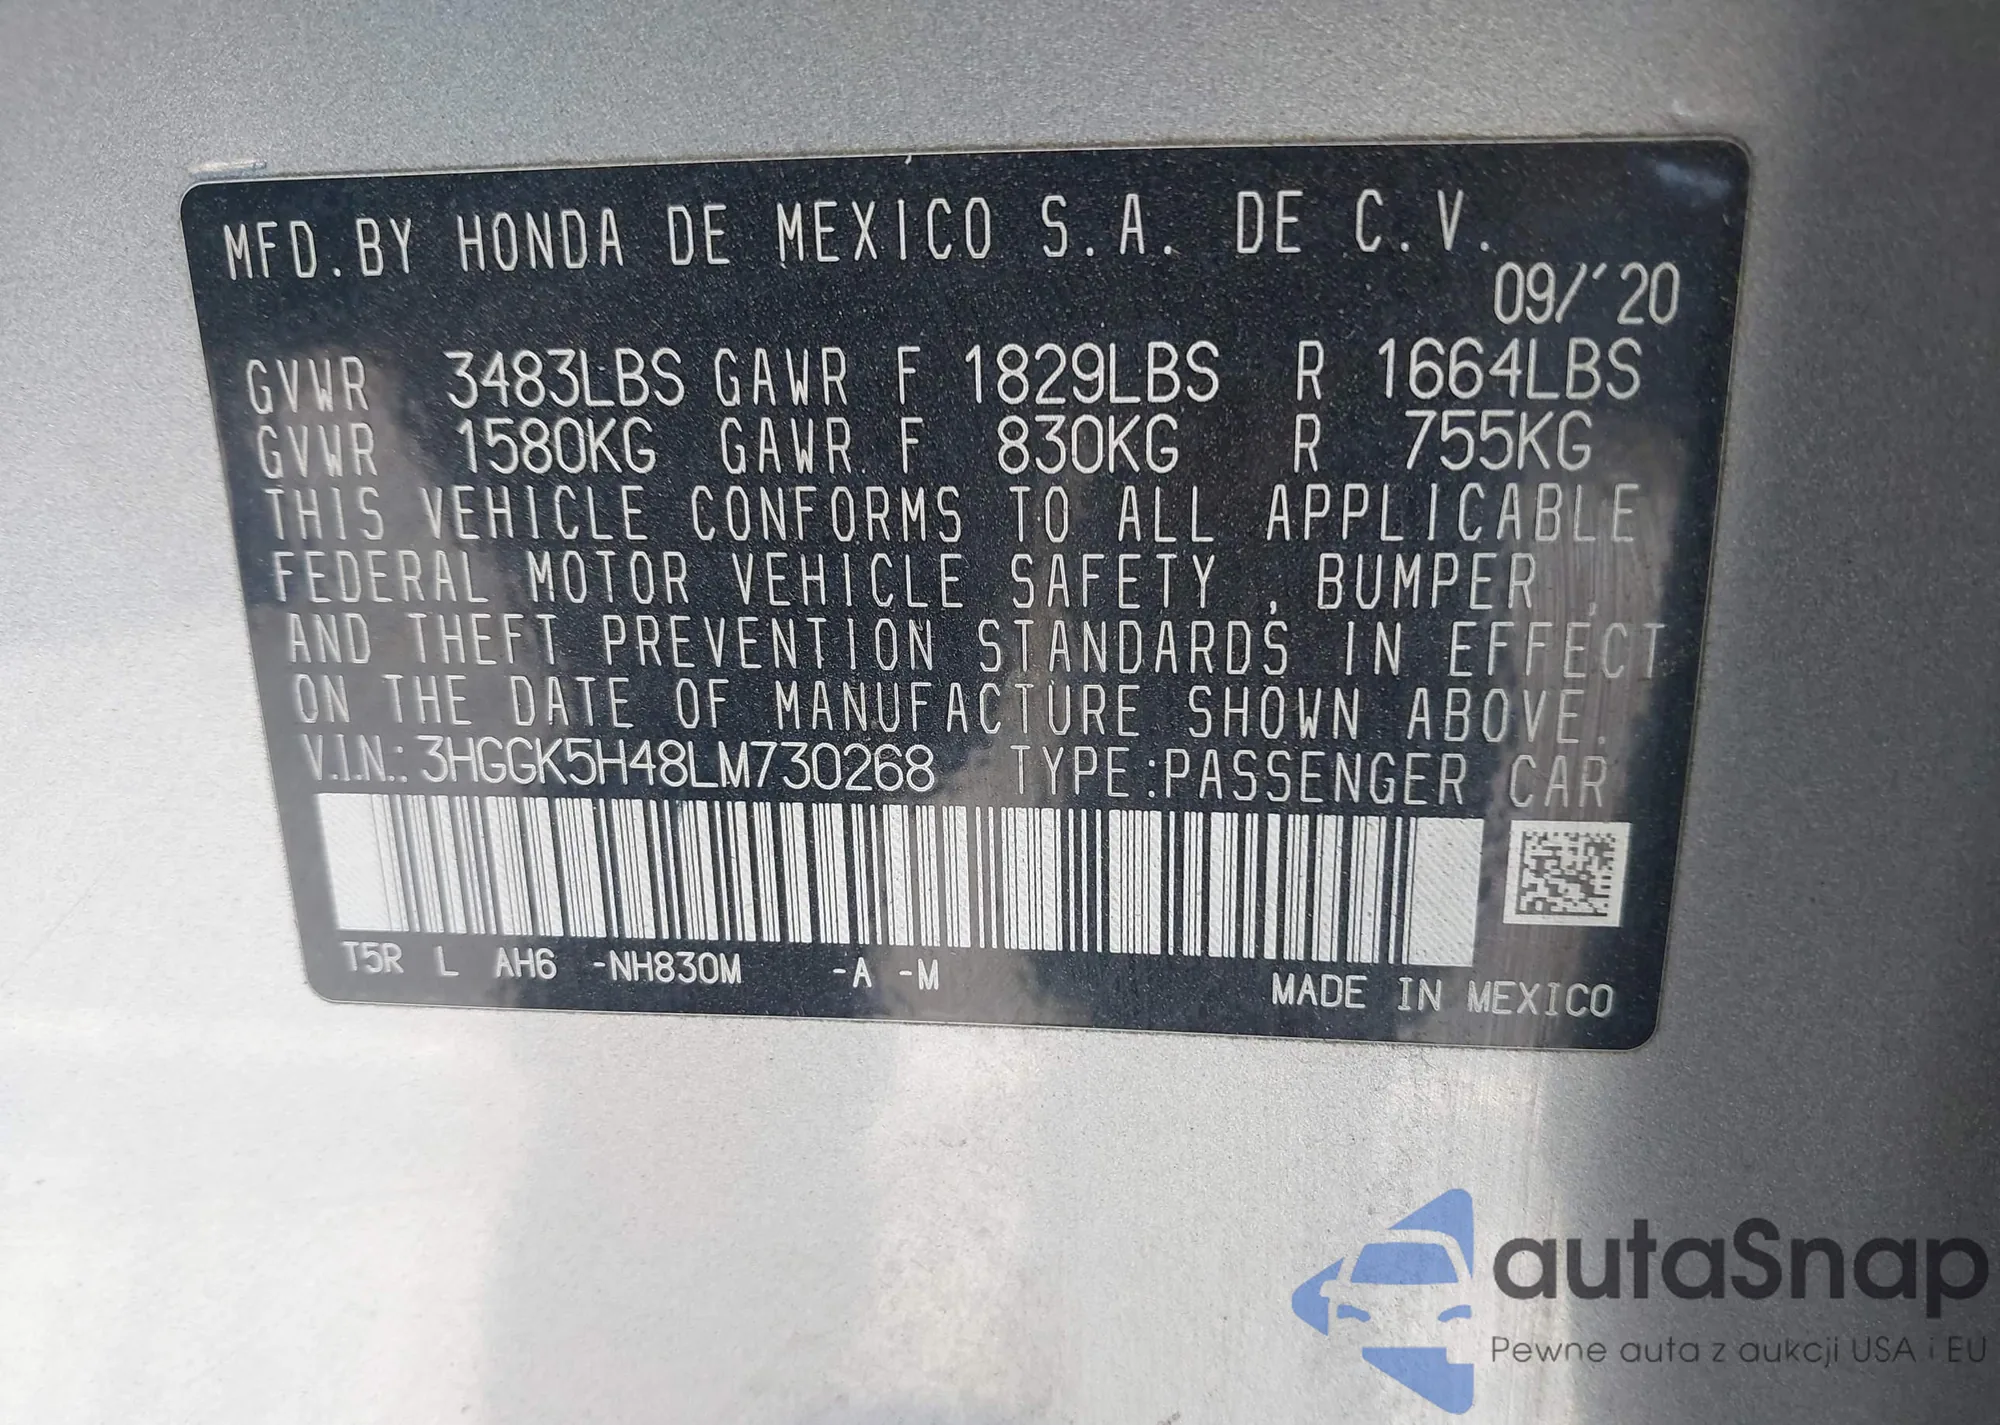 MFD.BY HONDA DE MEXICO S.A. DE C.V.
09/'20
GVWR 3483LBS GAWR F 1829LBS R 1664LBS
GVWR 1580KG GAWR F 830KG R 755KG
THIS VEHICLE CONFORMS TO ALL APPLICABLE
FEDERAL MOTOR VEHICLE SAFETY , BUMPER ,
AND THEFT PREVENTION STANDARDS IN EFFECT
ON THE DATE OF MANUFACTURE SHOWN ABOVE.
V.I.N.: 3HGGK5H48LM730268 TYPE:PASSENGER CAR
T5R L AH6 -NH830M -A -M
MADE IN MEXICO
autaSnap
Pewne auta z aukcji USA i EU